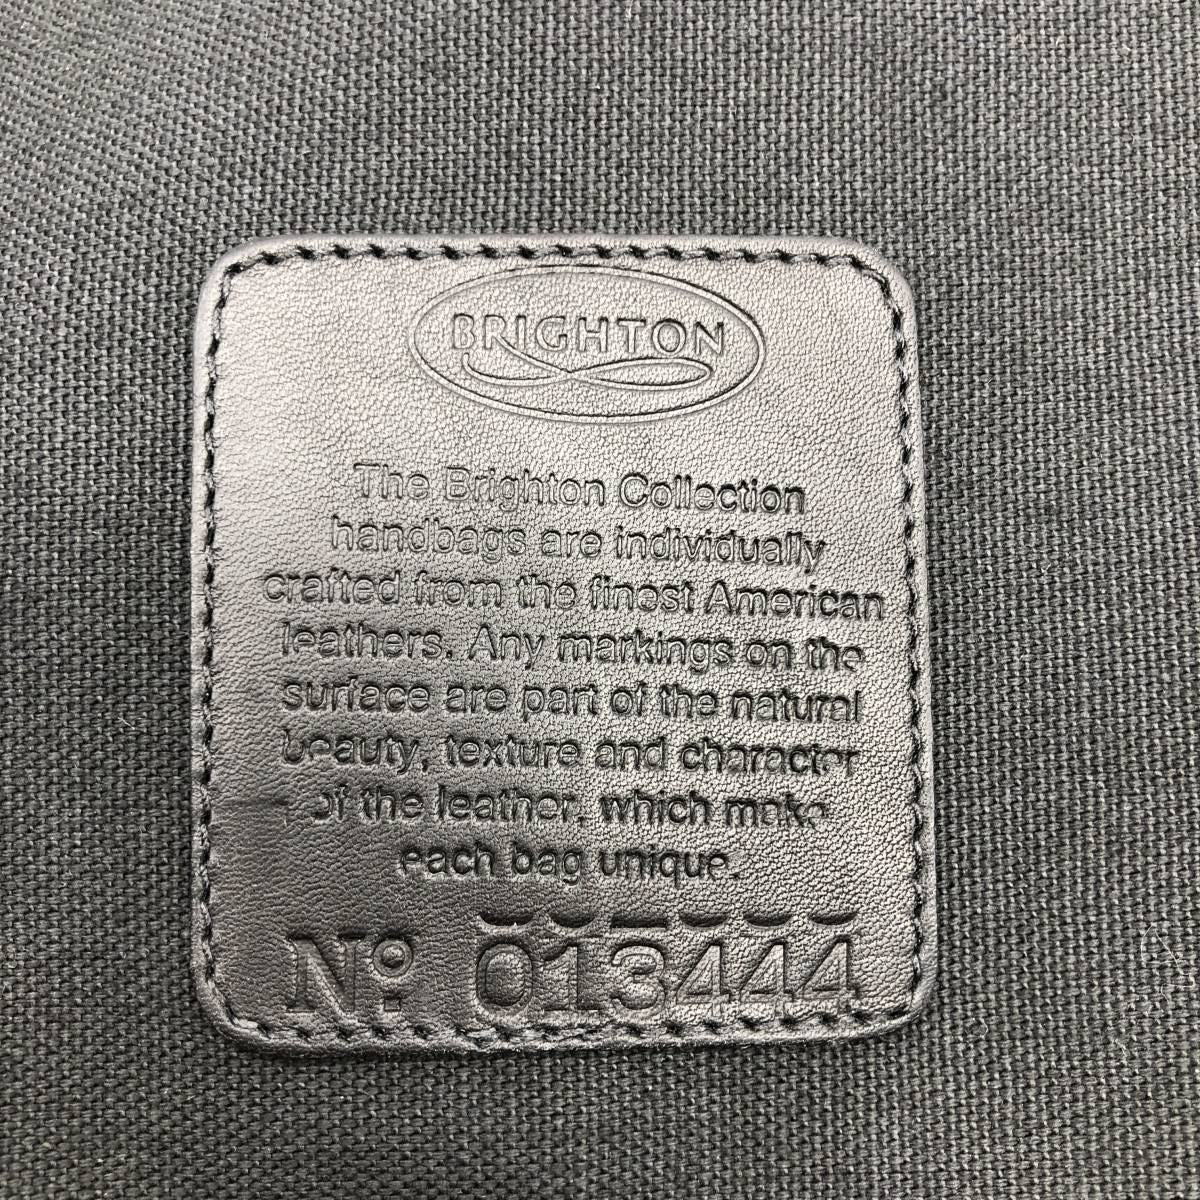 BRIGHTON
The Brighton Collection
handbags are individually
crafted from the finest American
leathers. Any markings on the
surface are part of the natural
beauty, texture and character
of the leather, which make
each bag unique.
No. 013444